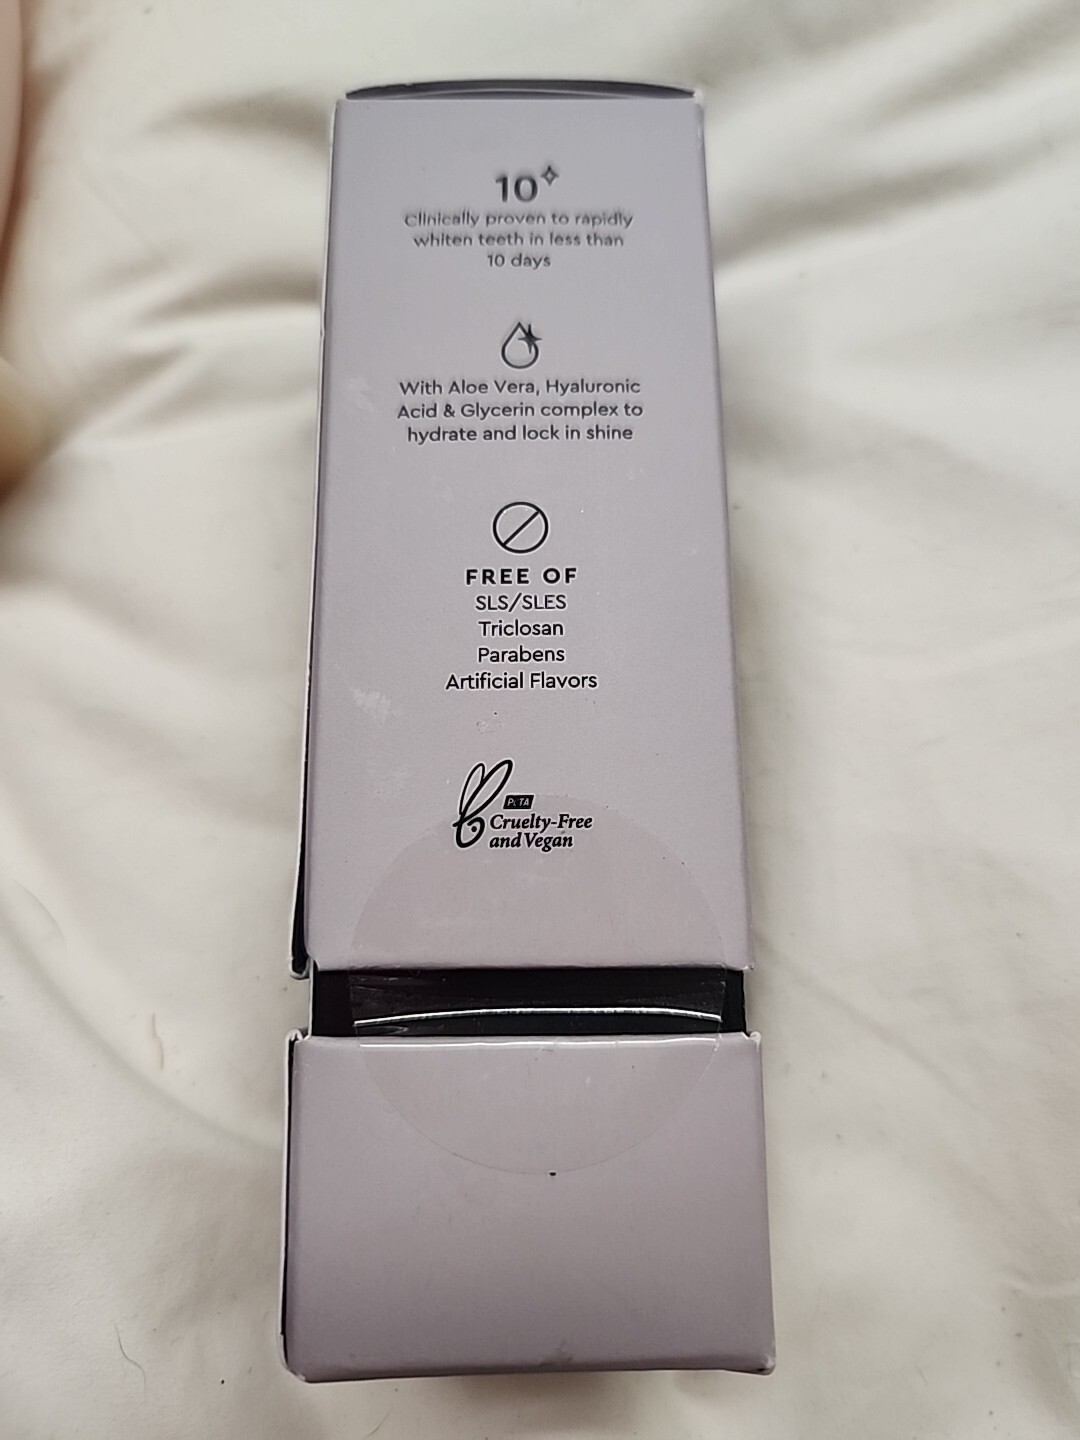 10
Clinically proven to rapidly
whiten teeth in less than
10 days
With Aloe Vera, Hyaluronic
Acid & Glycerin complex to
hydrate and lock in shine
FREE OF
SLS/SLES
Triclosan
Parabens
Artificial Flavors
PETA
Cruelty-Free
and Vegan